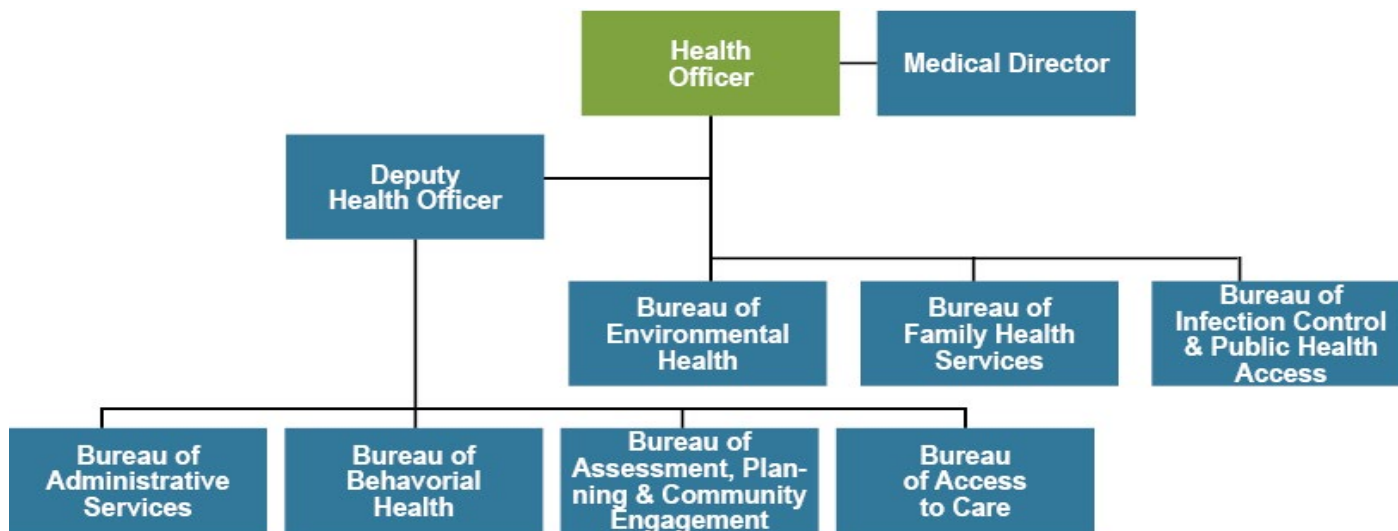 Health
Officer
Medical Director
Deputy
Health Officer
Bureau of
Environmental
Health
Bureau of
Family Health
Services
Bureau of
Infection Control
& Public Health
Access
Bureau of
Administrative
Services
Bureau of
Behavorial
Health
Bureau of
Assessment, Plan-
ning & Community
Engagement
Bureau
of Access
to Care